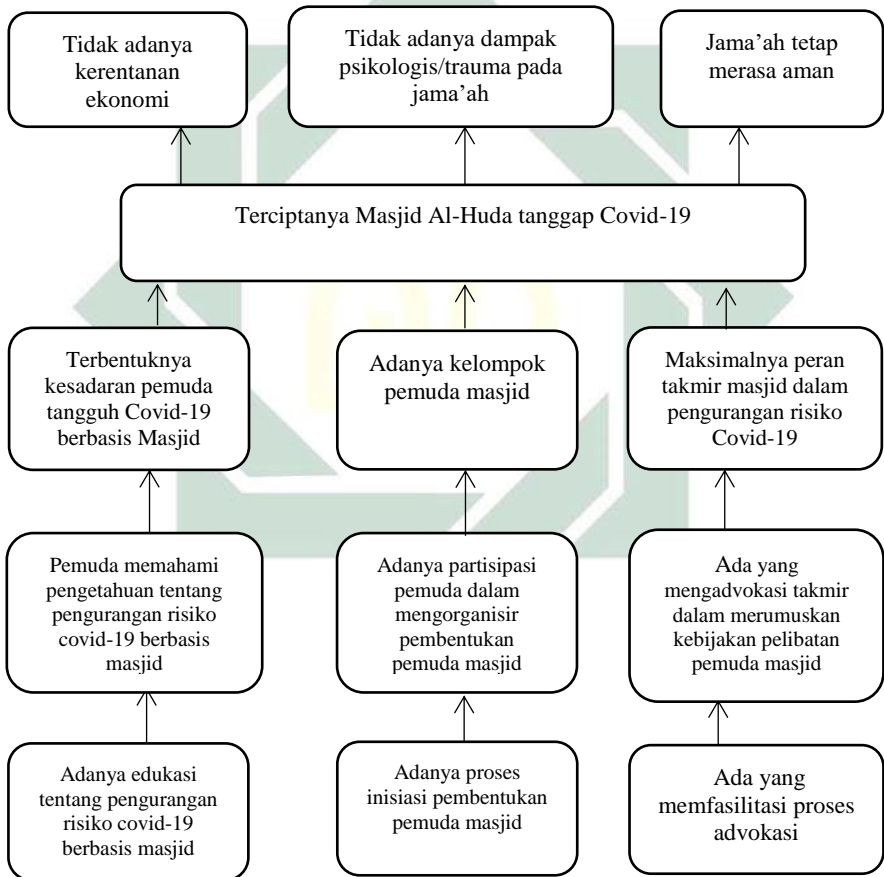 Tidak adanya
kerentanan
ekonomi
Tidak adanya dampak
psikologis/trauma pada
jama’ah
Jama’ah tetap
merasa aman
Terciptanya Masjid Al-Huda tanggap Covid-19
Terbentuknya
kesadaran pemuda
tangguh Covid-19
berbasis Masjid
Adanya kelompok
pemuda masjid
Maksimalnya peran
takmir masjid dalam
pengurangan risiko
Covid-19
Pemuda memahami
pengetahuan tentang
pengurangan risiko
covid-19 berbasis
masjid
Adanya partisipasi
pemuda dalam
mengorganisir
pembentukan
pemuda masjid
Ada yang
mengadvokasi takmir
dalam merumuskan
kebijakan pelibatan
pemuda masjid
Adanya edukasi
tentang pengurangan
risiko covid-19
berbasis masjid
Adanya proses
inisiasi pembentukan
pemuda masjid
Ada yang
memfasilitasi proses
advokasi